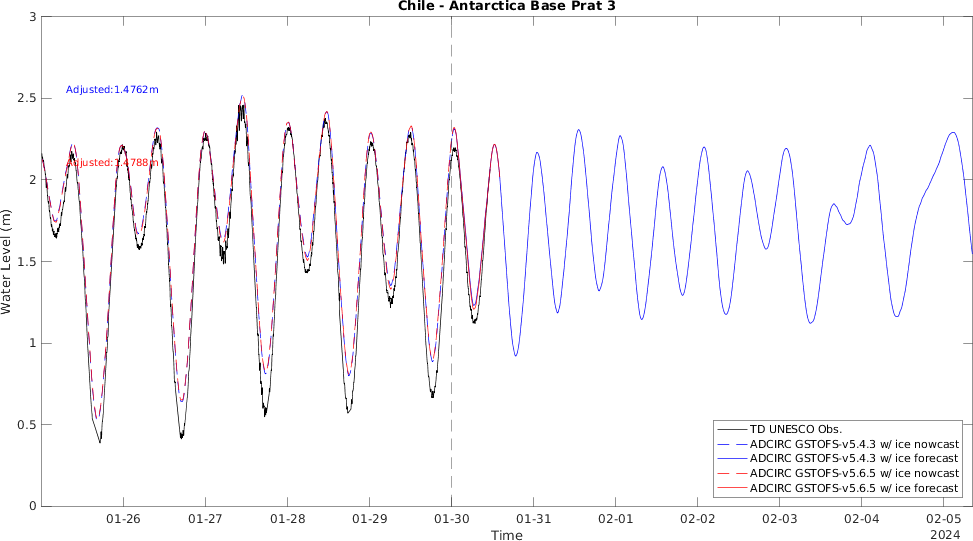 Chile - Antarctica Base Prat 3
3
2.5
2
1.5
1
0.5
0
Water Level (m)
Adjusted:1.4762m
Adjusted:1.4788m
TD UNESCO Obs.
ADCIRC GSTOFS-v5.4.3 w/ ice nowcast
ADCIRC GSTOFS-v5.4.3 w/ ice forecast
ADCIRC GSTOFS-v5.6.5 w/ ice nowcast
ADCIRC GSTOFS-v5.6.5 w/ ice forecast
01-26 01-27 01-28 01-29 01-30 01-31 02-01 02-02 02-03 02-04 02-05
Time 2024